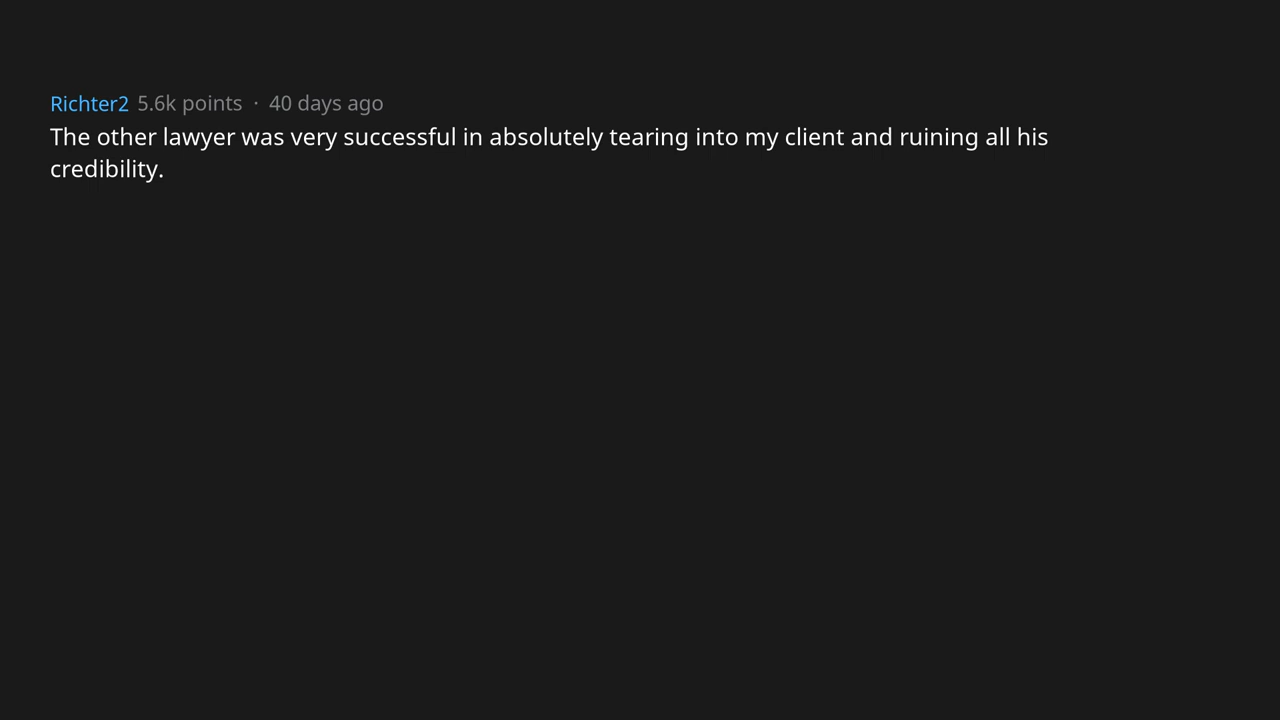 Richter2 5.6k points · 40 days ago
The other lawyer was very successful in absolutely tearing into my client and ruining all his
credibility.